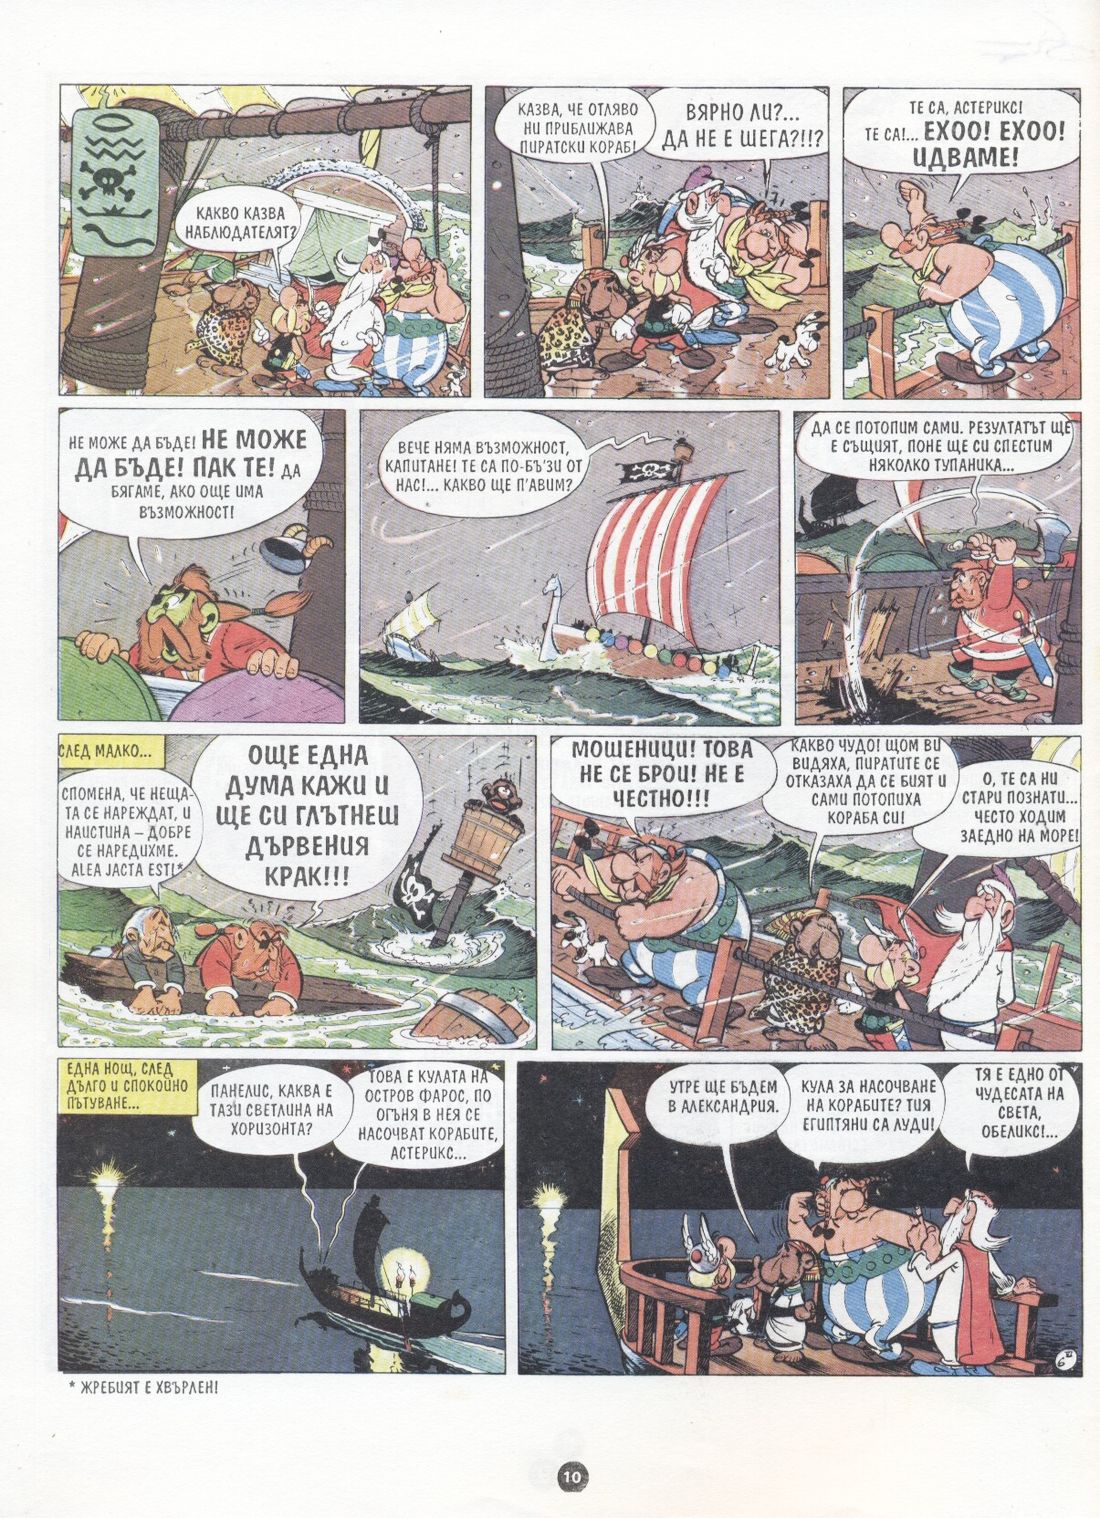 КАКВО КАЗВА
НАБЛЮДАТЕЛЯТ?
КАЗВА, ЧЕ ОТЛЯВО
НИ ПРИБЛИЖАВА
ПИРАТСКИ КОРАБ!
ВЯРНО ЛИ?...
ДА НЕ Е ШЕГА?!!?
ТЕ СА, АСТЕРИКС!
ТЕ СА!... ЕХОО! ЕХОО!
ИДВАМЕ!
НЕ МОЖЕ ДА БЪДЕ! НЕ МОЖЕ
ДА БЪДЕ! ПАК ТЕ! ДА
БЯГАМЕ, АКО ОЩЕ ИМА
ВЪЗМОЖНОСТ!
ВЕЧЕ НЯМА ВЪЗМОЖНОСТ,
КАПИТАНЕ! ТЕ СА ПО-БЪ'ЗИ ОТ
НАС!... КАКВО ЩЕ П'АВИМ?
ДА СЕ ПОТОПИМ САМИ. РЕЗУЛТАТЪТ ЩЕ
Е СЪЩИЯТ, ПОНЕ ЩЕ СИ СПЕСТИМ
НЯКОЛКО ТУПАНИКА...
СЛЕД МАЛКО...
СПОМЕНА, ЧЕ НЕЩА-
ТА СЕ НАРЕЖДАТ, И
НАИСТИНА – ДОБРЕ
СЕ НАРЕДИХМЕ.
ALEA JACTA EST!*
ОЩЕ ЕДНА
ДУМА КАЖИ И
ЩЕ СИ ГЛЪТНЕШ
ДЪРВЕНИЯ
КРАК!!!
МОШЕНИЦИ! ТОВА
НЕ СЕ БРОИ! НЕ Е
ЧЕСТНО!!!
КАКВО ЧУДО! ЩОМ ВИ
ВИДЯХА, ПИРАТИТЕ СЕ
ОТКАЗАХА ДА СЕ БИЯТ И
САМИ ПОТОПИХА
КОРАБА СИ!
О, ТЕ СА НИ
СТАРИ ПОЗНАТИ...
ЧЕСТО ХОДИМ
ЗАЕДНО НА МОРЕ!
ЕДНА НОЩ, СЛЕД
ДЪЛГО И СПОКОЙНО
ПЪТУВАНЕ...
ПАНЕЛИС, КАКВА Е
ТАЗИ СВЕТЛИНА НА
ХОРИЗОНТА?
ТОВА Е КУЛАТА НА
ОСТРОВ ФАРОС, ПО
ОГЪНЯ В НЕЯ СЕ
НАСОЧВАТ КОРАБИТЕ,
АСТЕРИКС...
УТРЕ ЩЕ БЪДЕМ
В АЛЕКСАНДРИЯ.
КУЛА ЗА НАСОЧВАНЕ
НА КОРАБИТЕ? ТИЯ
ЕГИПТЯНИ СА ЛУДИ!
ТЯ Е ЕДНО ОТ
ЧУДЕСАТА НА
СВЕТА,
ОБЕЛИКС!...
6 VI
* ЖРЕБИЯТ Е ХВЪРЛЕН!
10